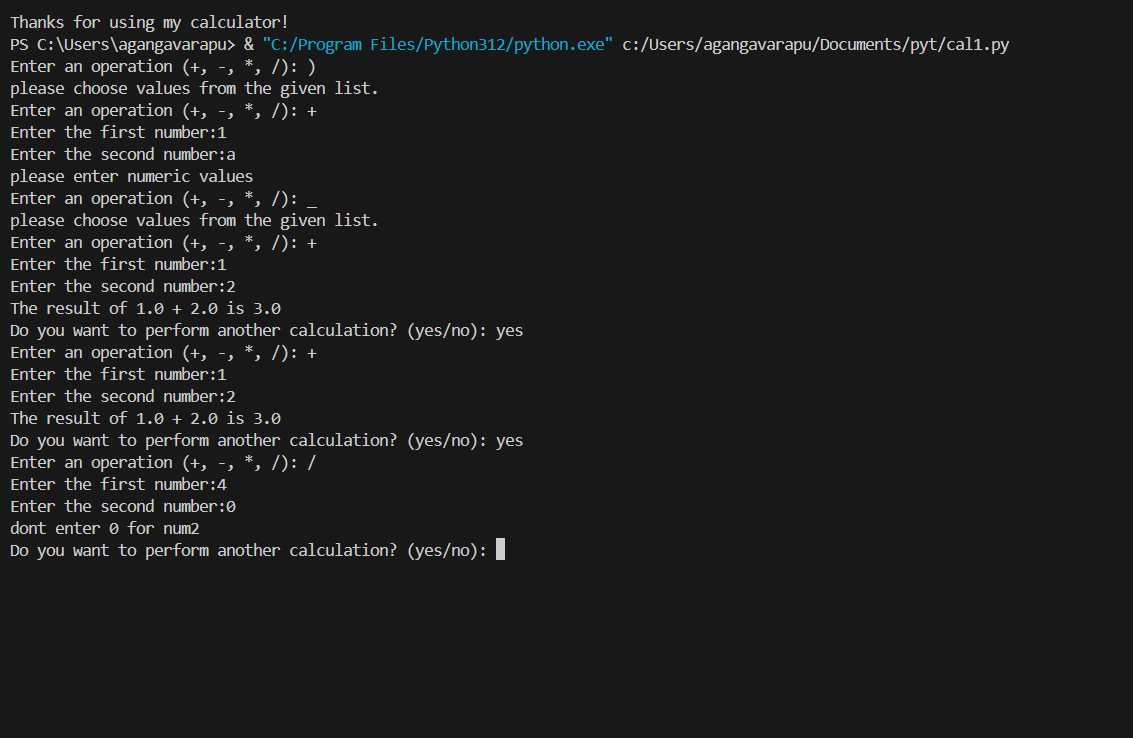 Thanks for using my calculator!
PS C:\Users\agangavarapu> & "C:/Program Files/Python312/python.exe" c:/Users/agangavarapu/Documents/pyt/cal1.py
Enter an operation (+, -, *, /): )
please choose values from the given list.
Enter an operation (+, -, *, /): +
Enter the first number:1
Enter the second number:a
please enter numeric values
Enter an operation (+, -, *, /): _
please choose values from the given list.
Enter an operation (+, -, *, /): +
Enter the first number:1
Enter the second number:2
The result of 1.0 + 2.0 is 3.0
Do you want to perform another calculation? (yes/no): yes
Enter an operation (+, -, *, /): +
Enter the first number:1
Enter the second number:2
The result of 1.0 + 2.0 is 3.0
Do you want to perform another calculation? (yes/no): yes
Enter an operation (+, -, *, /): /
Enter the first number:4
Enter the second number:0
dont enter 0 for num2
Do you want to perform another calculation? (yes/no):